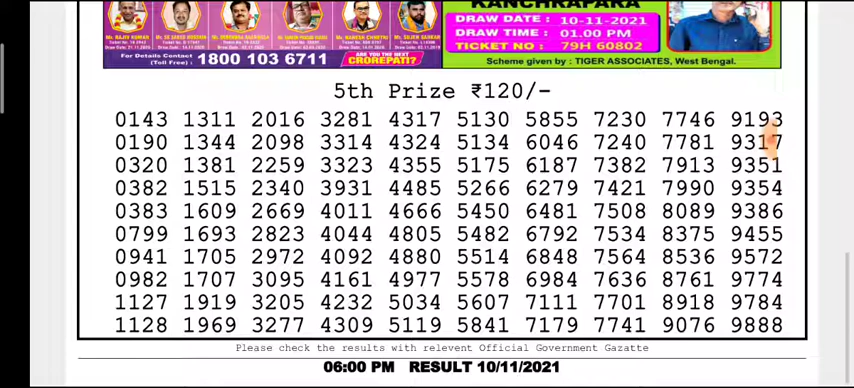 KANCHRAPARA
DRAW DATE : 10-11-2021
DRAW TIME : 01.00 PM
TICKET NO : 79H 60802
For Details Contact
(Toll Free) : 1800 103 6711
ARE YOU THE NEXT
CROREPATI?
Scheme given by : TIGER ASSOCIATES, West Bengal.
5th Prize ₹120/-
0143 1311 2016 3281 4317 5130 5855 7230 7746 9193
0190 1344 2098 3314 4324 5134 6046 7240 7781 9317
0320 1381 2259 3323 4355 5175 6187 7382 7913 9351
0382 1515 2340 3931 4485 5266 6279 7421 7990 9354
0383 1609 2669 4011 4666 5450 6481 7508 8089 9386
0799 1693 2823 4044 4805 5482 6792 7534 8375 9455
0941 1705 2972 4092 4880 5514 6848 7564 8536 9572
0982 1707 3095 4161 4977 5578 6984 7636 8761 9774
1127 1919 3205 4232 5034 5607 7111 7701 8918 9784
1128 1969 3277 4309 5119 5841 7179 7741 9076 9888
Please check the results with relevent Official Government Gazatte
06:00 PM RESULT 10/11/2021